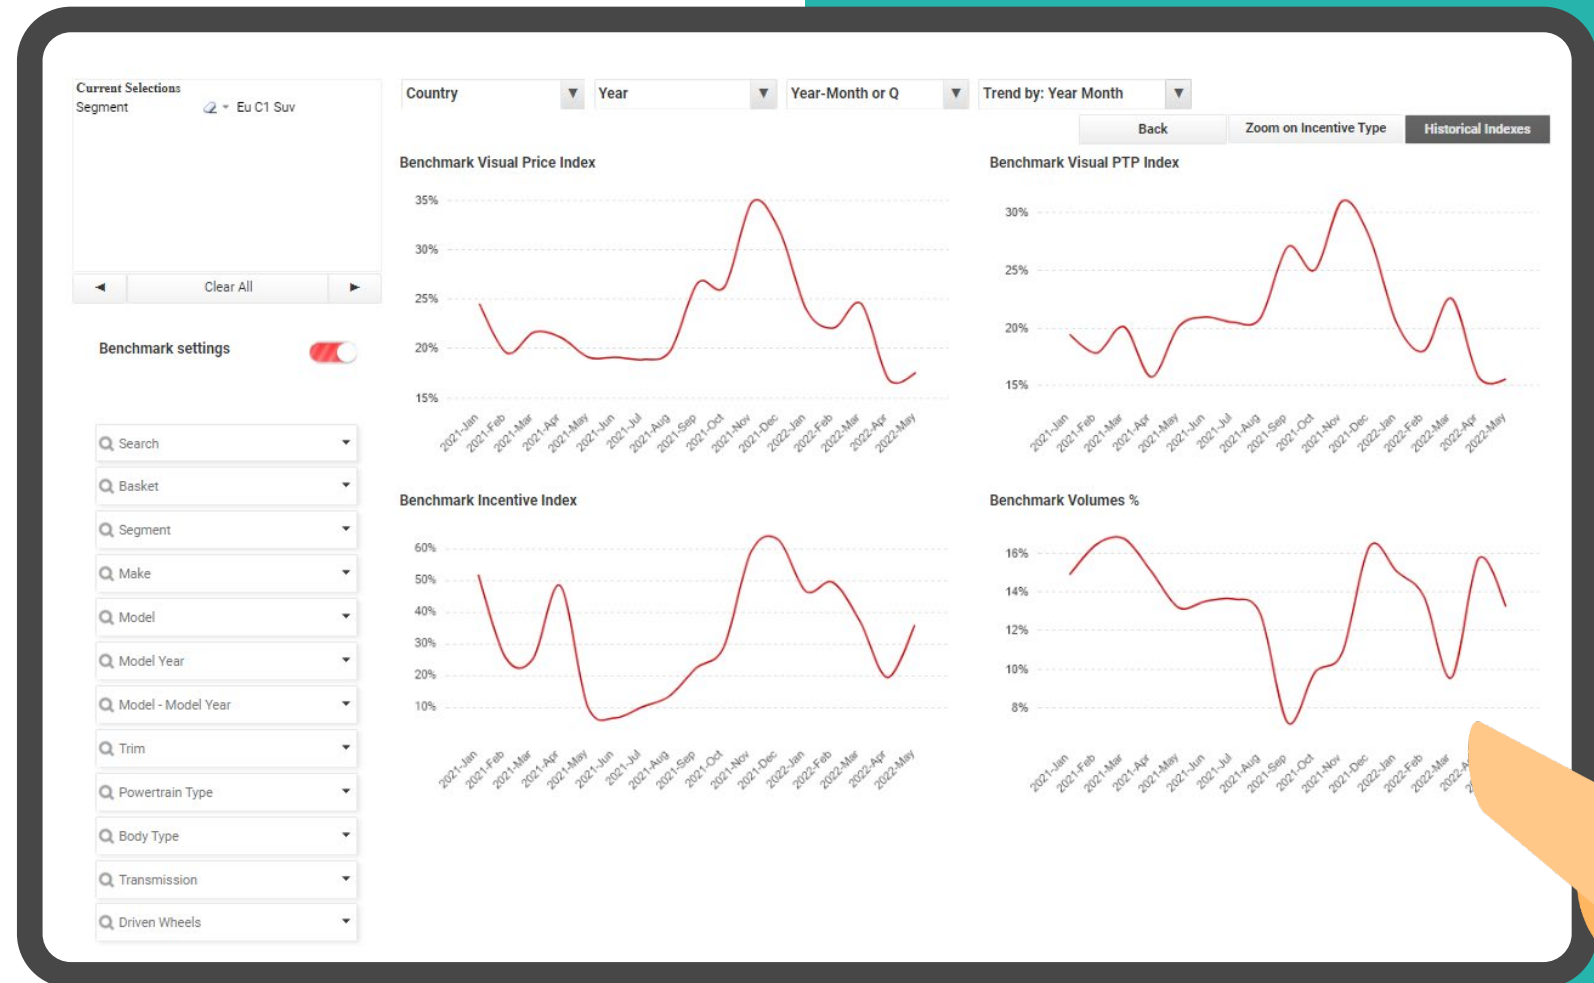 Current Selections
Segment Eu C1 Suv
Clear All
Benchmark settings
Search
Basket
Segment
Make
Model
Model Year
Model - Model Year
Trim
Powertrain Type
Body Type
Transmission
Driven Wheels
Country Year Year-Month or Q Trend by: Year Month
Back Zoom on Incentive Type Historical Indexes
Benchmark Visual Price Index
35%
30%
25%
20%
15%
2021-Jan 2021-Feb 2021-Mar 2021-Apr 2021-May 2021-Jun 2021-Jul 2021-Aug 2021-Sep 2021-Oct 2021-Nov 2021-Dec 2022-Jan 2022-Feb 2022-Mar 2022-Apr 2022-May
Benchmark Visual PTP Index
30%
25%
20%
15%
2021-Jan 2021-Feb 2021-Mar 2021-Apr 2021-May 2021-Jun 2021-Jul 2021-Aug 2021-Sep 2021-Oct 2021-Nov 2021-Dec 2022-Jan 2022-Feb 2022-Mar 2022-Apr 2022-May
Benchmark Incentive Index
60%
50%
40%
30%
20%
10%
2021-Jan 2021-Feb 2021-Mar 2021-Apr 2021-May 2021-Jun 2021-Jul 2021-Aug 2021-Sep 2021-Oct 2021-Nov 2021-Dec 2022-Jan 2022-Feb 2022-Mar 2022-Apr 2022-May
Benchmark Volumes %
16%
14%
12%
10%
8%
2021-Jan 2021-Feb 2021-Mar 2021-Apr 2021-May 2021-Jun 2021-Jul 2021-Aug 2021-Sep 2021-Oct 2021-Nov 2021-Dec 2022-Jan 2022-Feb 2022-Mar